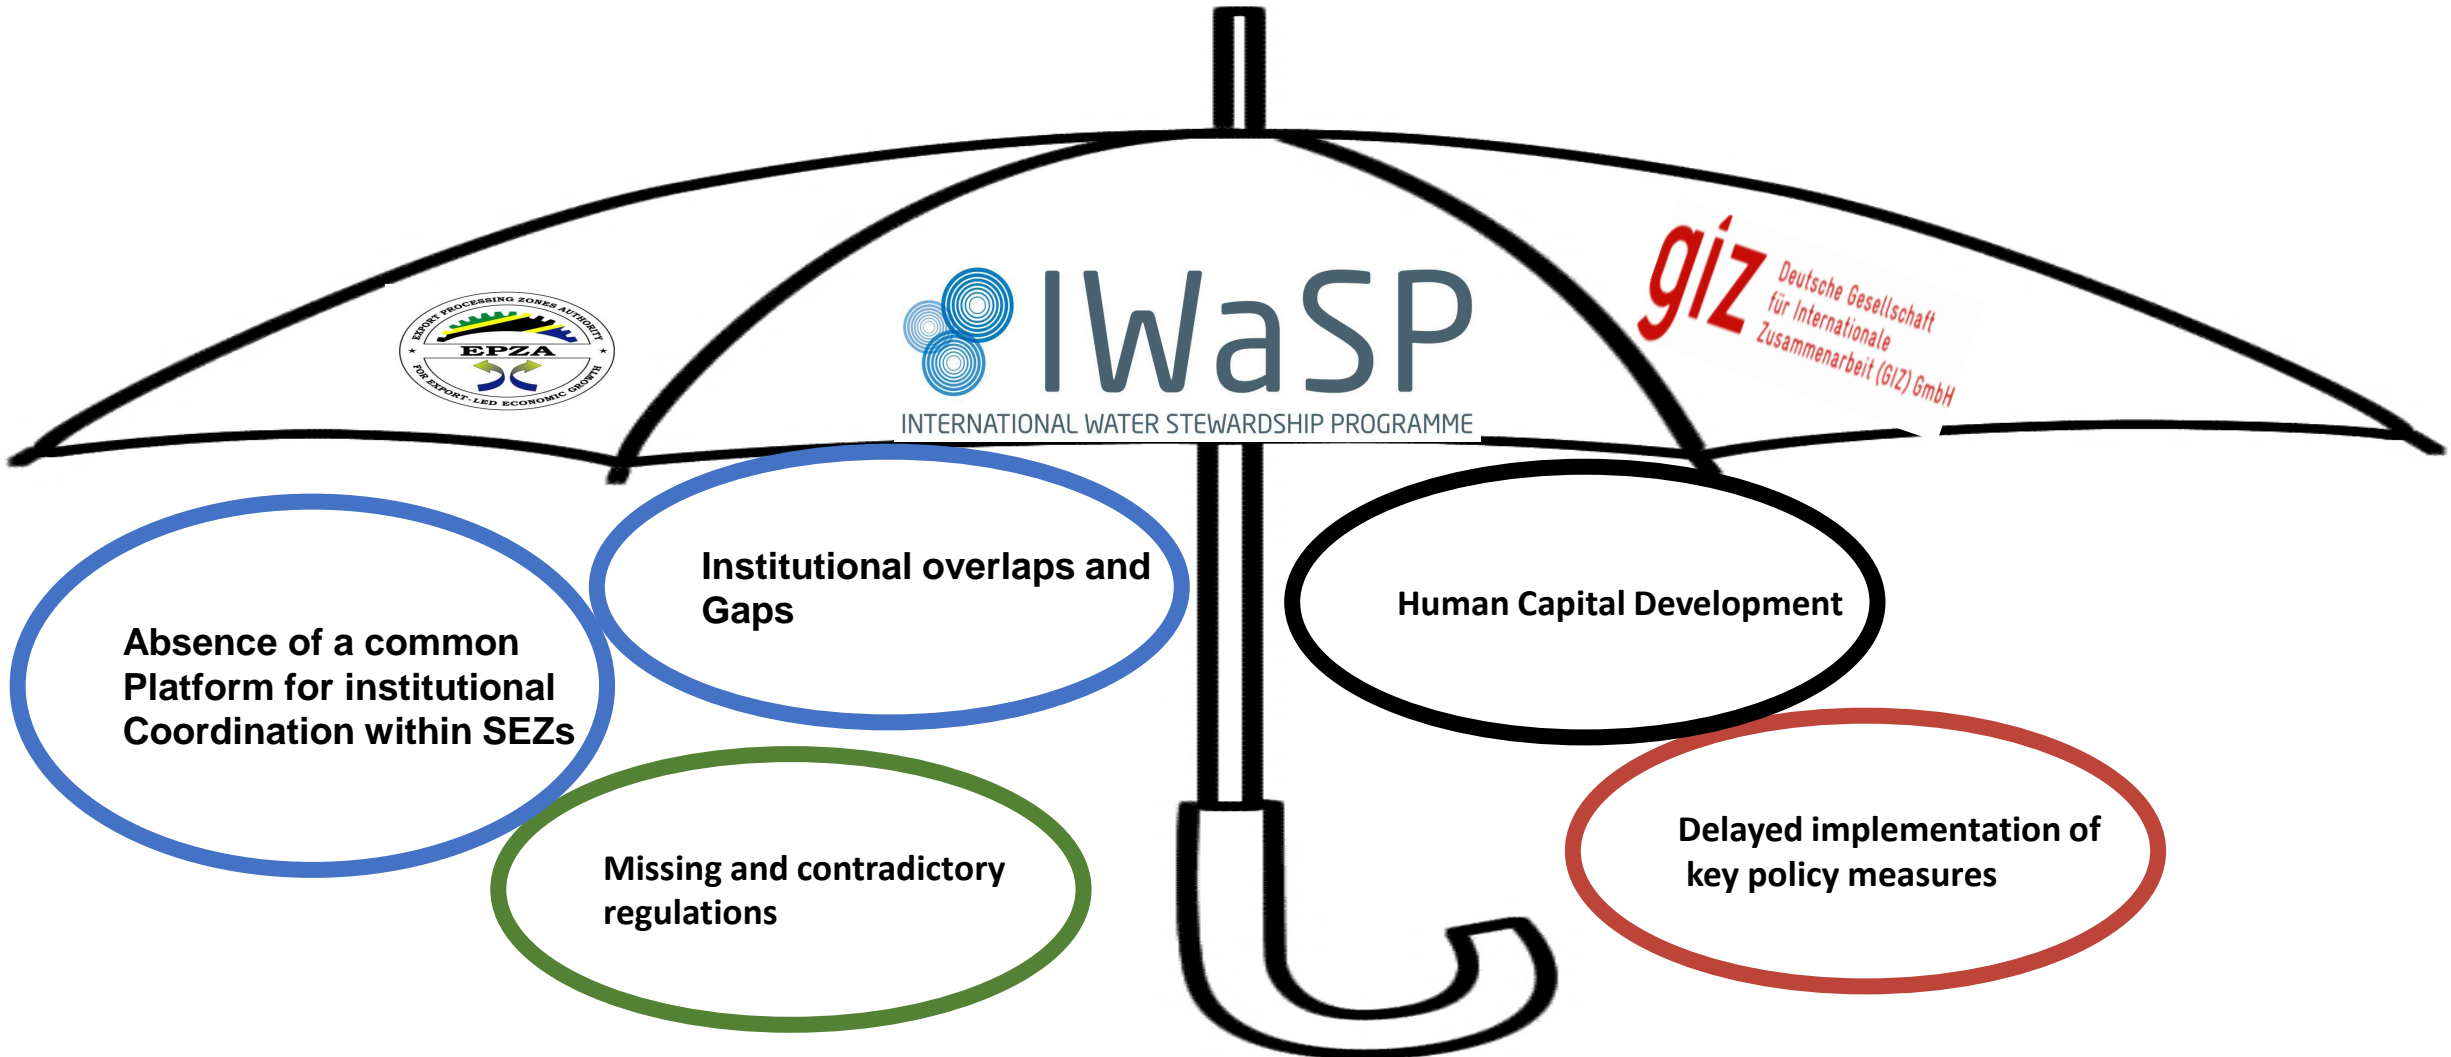 EXPORT PROCESSING ZONES AUTHORITY
EPZA
FOR EXPORT-LED ECONOMIC GROWTH
IWaSP
INTERNATIONAL WATER STEWARDSHIP PROGRAMME
giz
Deutsche Gesellschaft
für Internationale
Zusammenarbeit (GIZ) GmbH
Absence of a common
Platform for institutional
Coordination within SEZs
Institutional overlaps and
Gaps
Missing and contradictory
regulations
Human Capital Development
Delayed implementation of
key policy measures